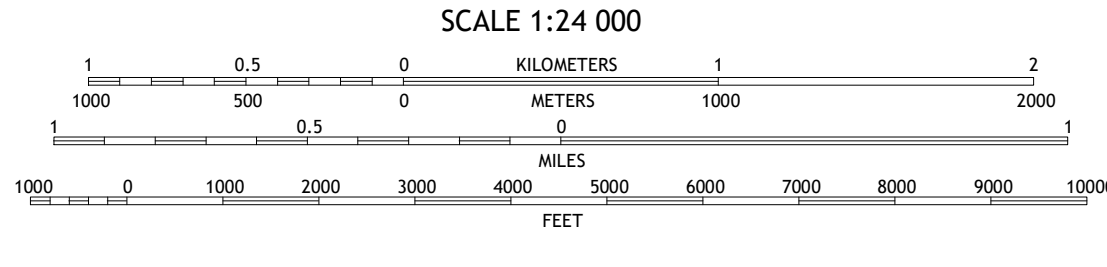 SCALE 1:24 000
1 0.5 0 KILOMETERS 1 2
1000 500 0 METERS 1000 2000
1 0.5 0 1
MILES
1000 0 1000 2000 3000 4000 5000 6000 7000 8000 9000 10000
FEET